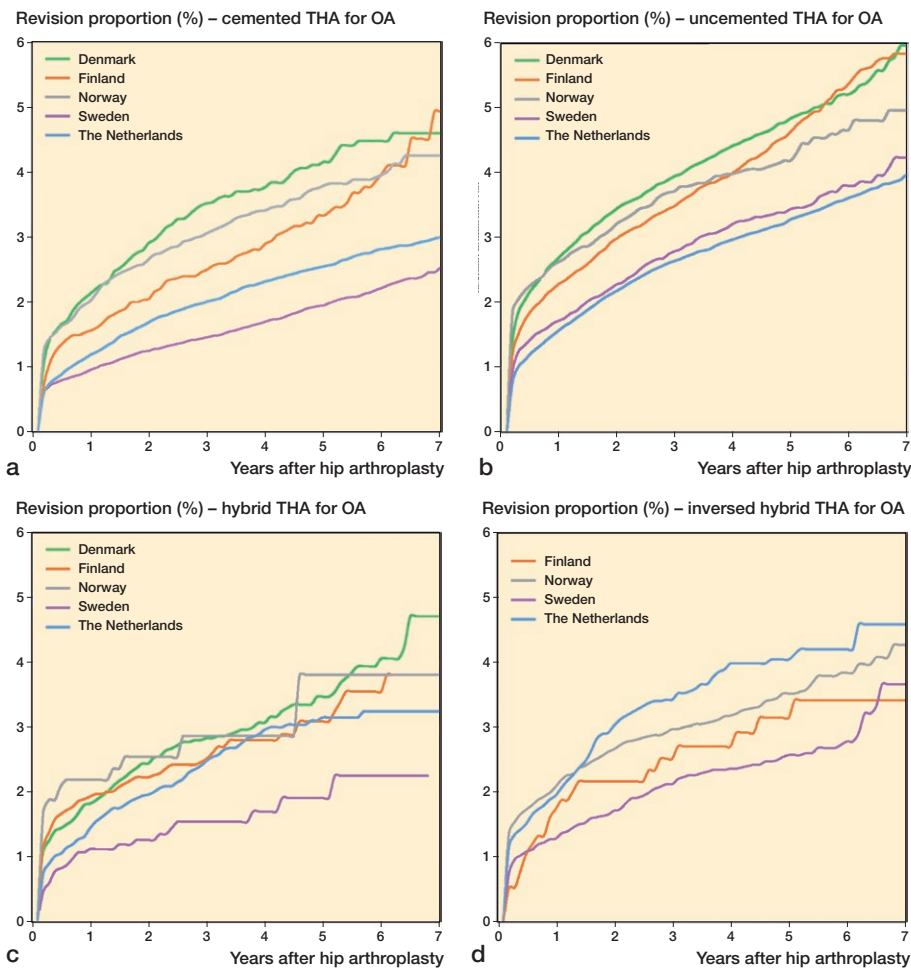 Revision proportion (%) – cemented THA for OA
6
5
4
3
2
1
0
Denmark
Finland
Norway
Sweden
The Netherlands
0 1 2 3 4 5 6 7
a
Years after hip arthroplasty
Revision proportion (%) – uncemented THA for OA
6
5
4
3
2
1
0
Denmark
Finland
Norway
Sweden
The Netherlands
0 1 2 3 4 5 6 7
b
Years after hip arthroplasty
Revision proportion (%) – hybrid THA for OA
6
5
4
3
2
1
0
Denmark
Finland
Norway
Sweden
The Netherlands
0 1 2 3 4 5 6 7
c
Years after hip arthroplasty
Revision proportion (%) – inversed hybrid THA for OA
6
5
4
3
2
1
0
Finland
Norway
Sweden
The Netherlands
0 1 2 3 4 5 6 7
d
Years after hip arthroplasty